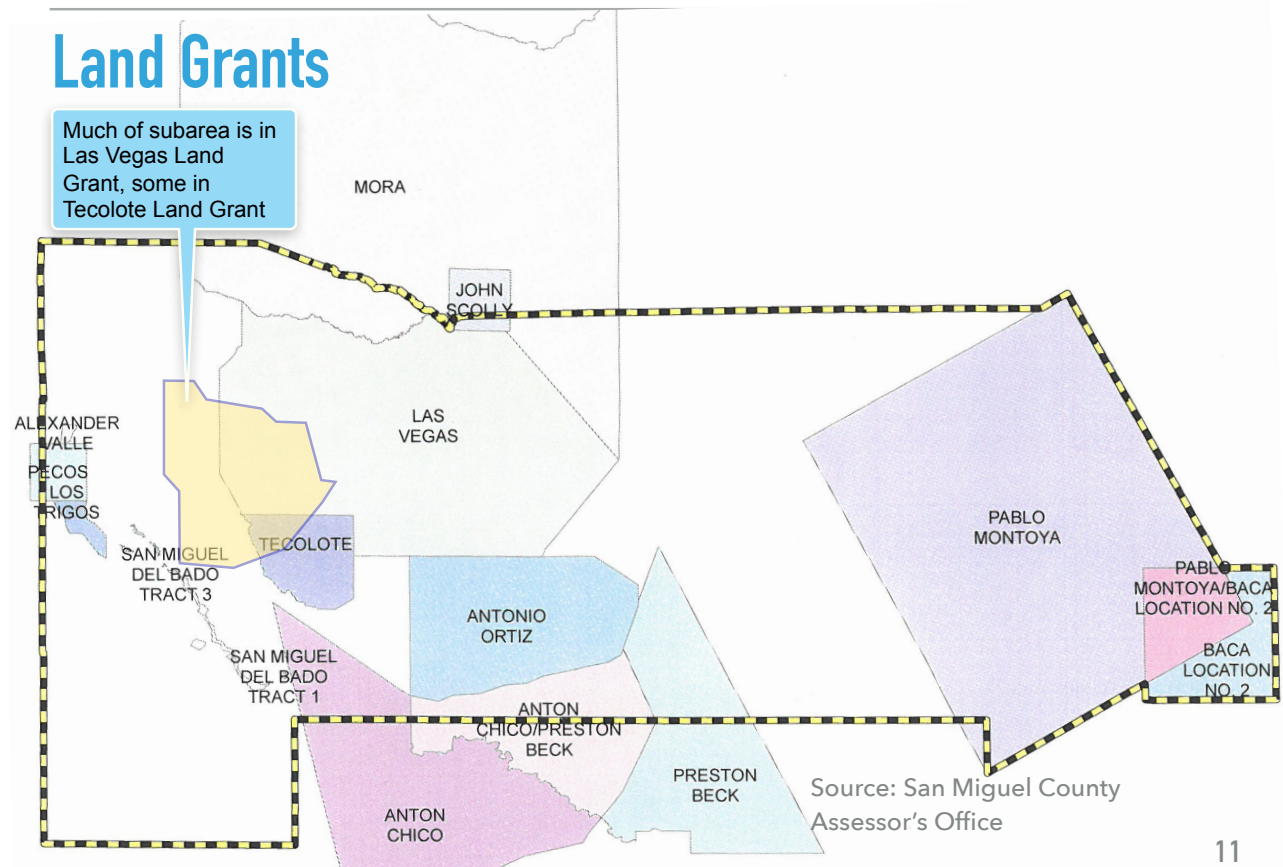 Land Grants
Much of subarea is in
Las Vegas Land
Grant, some in
Tecolote Land Grant
MORA
JOHN
SCOLLY
LAS
VEGAS
ALEXANDER
VALLE
PECOS
LOS
TRIGOS
TECOLOTE
SAN MIGUEL
DEL BADO
TRACT 3
PABLO
MONTOYA
PABLO
MONTOYA/BACA
LOCATION NO. 2
BACA
LOCATION
NO. 2
ANTONIO
ORTIZ
SAN MIGUEL
DEL BADO
TRACT 1
ANTON
CHICO/PRESTON
BECK
PRESTON
BECK
ANTON
CHICO
Source: San Miguel County
Assessor's Office
11